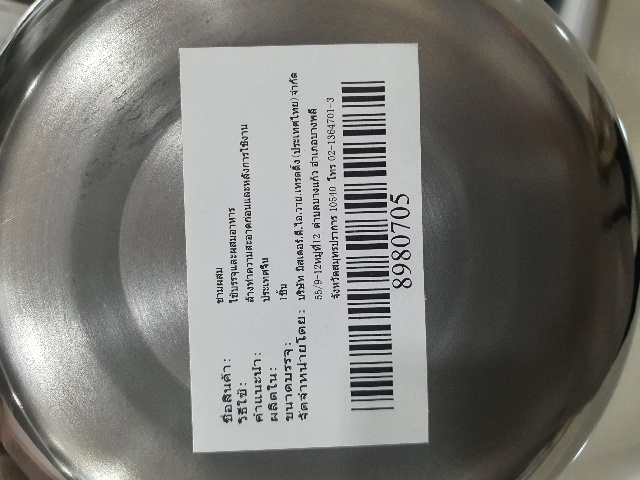 ชื่อสินค้า: ชามผสม
วิธีใช้: ใช้บรรจุและผสมอาหาร
คำแนะนำ: ล้างทำความสะอาดก่อนและหลังการใช้งาน
ผลิตใน: ประเทศจีน
ขนาดบรรจุ: 1ชิ้น
จัดจำหน่ายโดย: บริษัท มิสเตอร์.ดี.ไอ.วาย.เทรดดิ้ง(ประเทศไทย)จำกัด
55/9-12หมู่ที่12 ตำบลบางแก้ว อำเภอบางพลี
จังหวัดสมุทรปราการ 10540 โทร 02-1364701-3
8980705